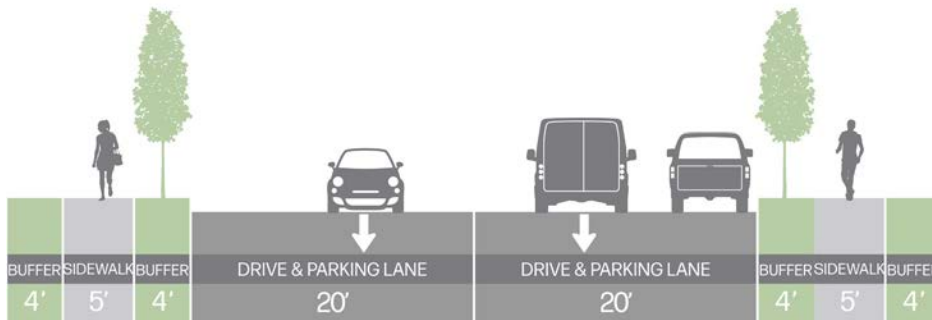 BUFFER SIDEWALK BUFFER DRIVE & PARKING LANE DRIVE & PARKING LANE BUFFER SIDEWALK BUFFER
4' 5' 4' 20' 20' 4' 5' 4'